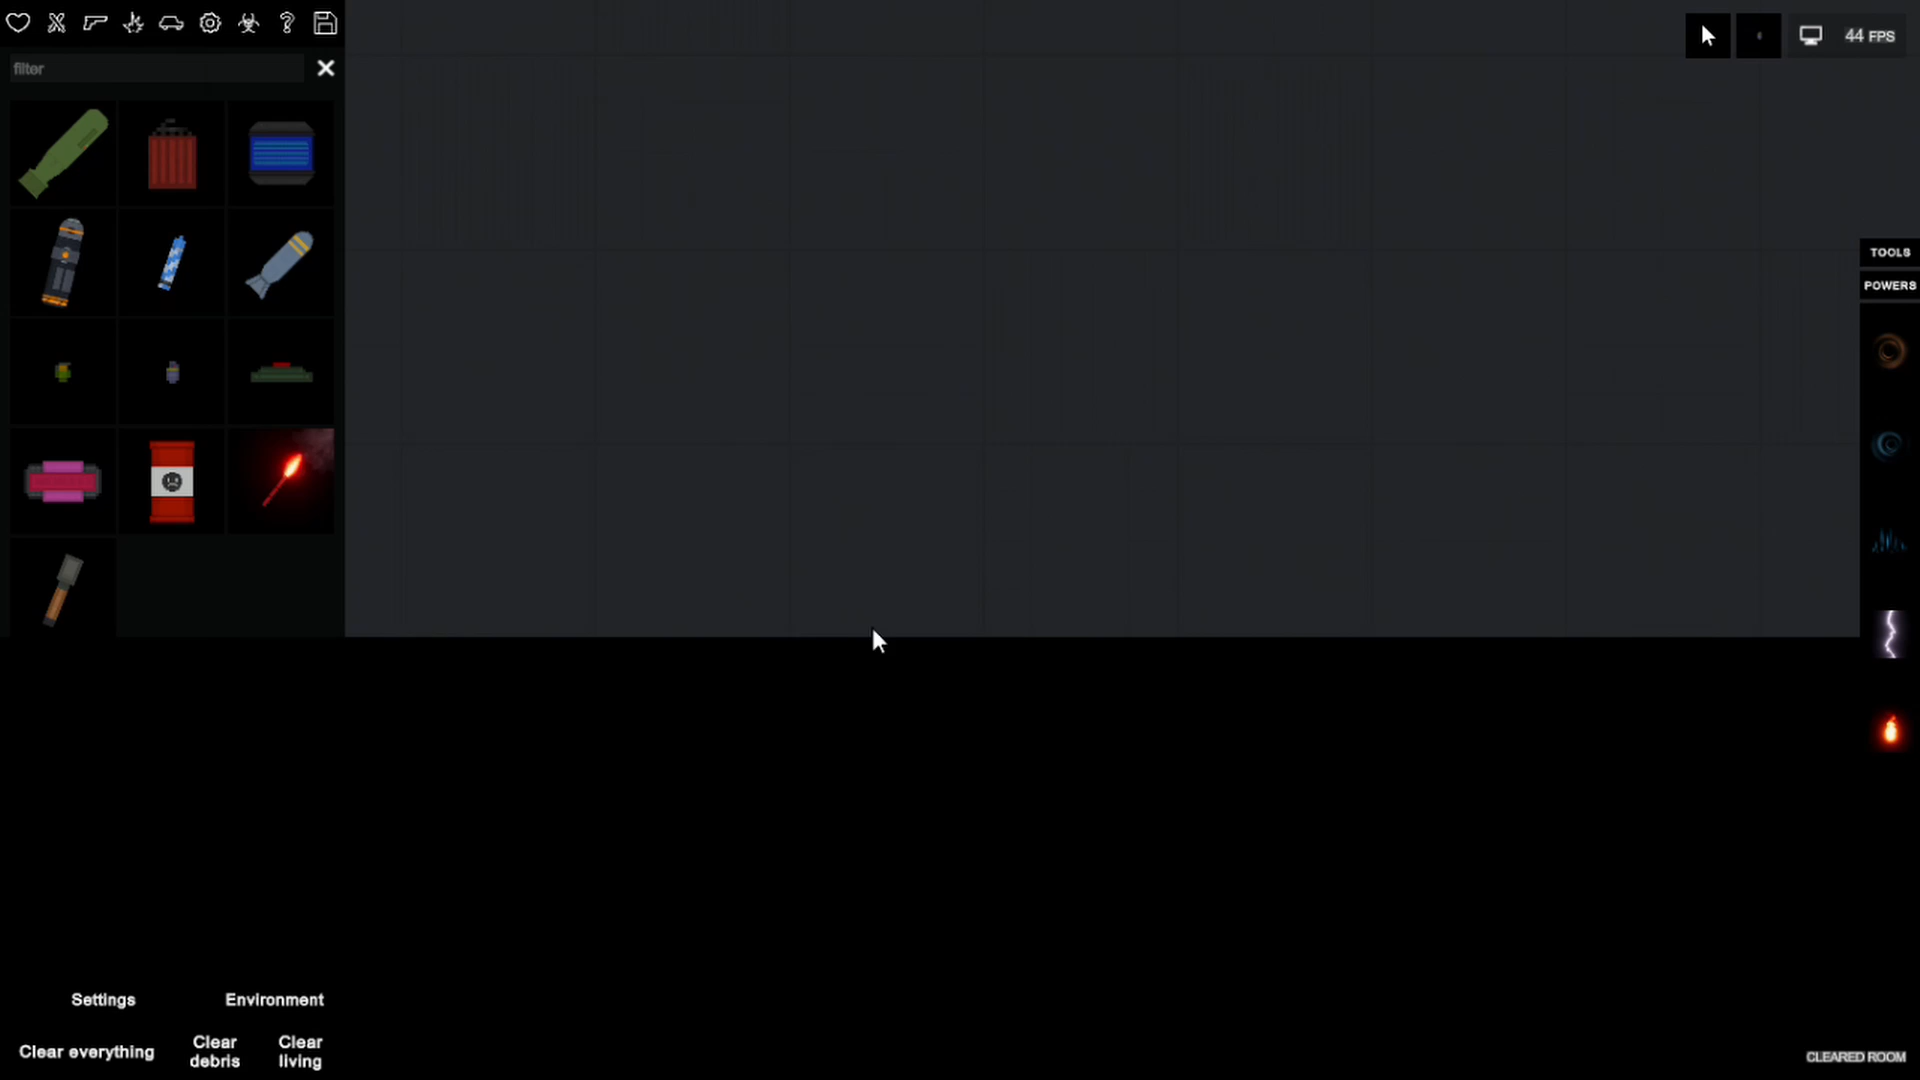 filter
44 FPS
TOOLS
POWERS
Settings
Environment
Clear everything
Clear
debris
Clear
living
CLEARED ROOM